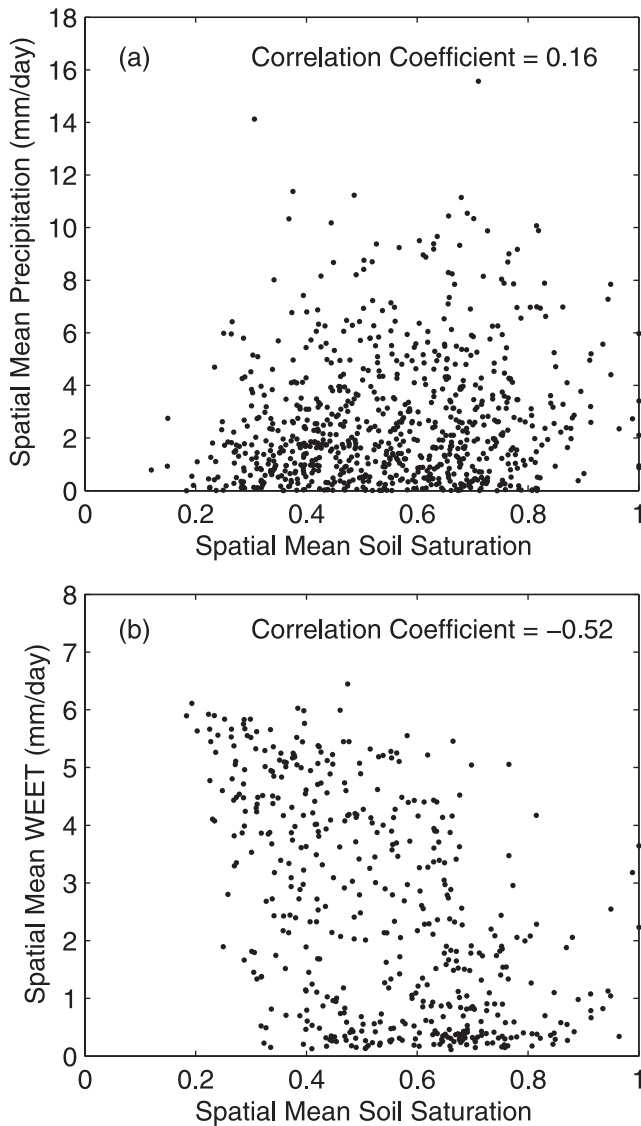 18
(a) Correlation Coefficient = 0.16
16
14
12
10
8
6
4
2
0
Spatial Mean Precipitation (mm/day)
0 0.2 0.4 0.6 0.8 1
Spatial Mean Soil Saturation
8
(b) Correlation Coefficient = −0.52
7
6
5
4
3
2
1
0
Spatial Mean WEET (mm/day)
0 0.2 0.4 0.6 0.8 1
Spatial Mean Soil Saturation